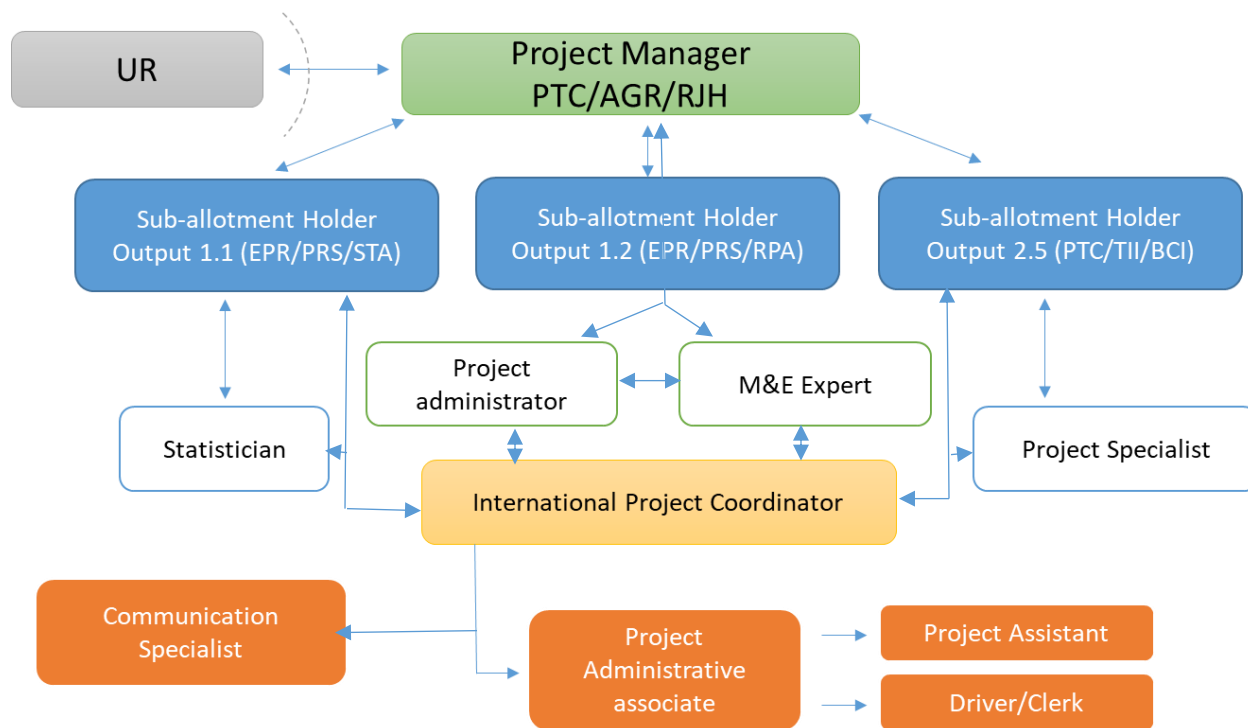 UR
Project Manager
PTC/AGR/RJH
Sub-allotment Holder
Output 1.1 (EPR/PRS/STA)
Sub-allotment Holder
Output 1.2 (EPR/PRS/RPA)
Sub-allotment Holder
Output 2.5 (PTC/TII/BCI)
Project
administrator
M&E Expert
Statistician
Project Specialist
International Project Coordinator
Communication
Specialist
Project
Administrative
associate
Project Assistant
Driver/Clerk